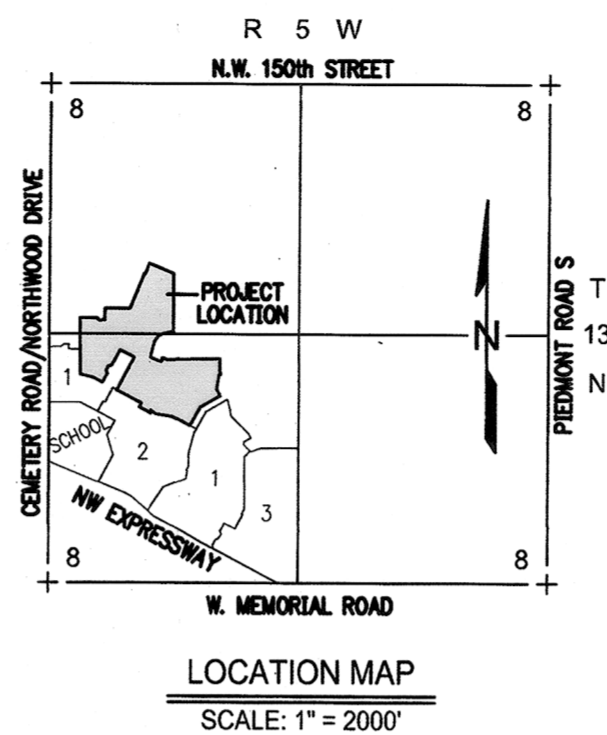 R 5 W
N.W. 150th STREET
8
8
CEMETERY ROAD/NORTHWOOD DRIVE
PROJECT
LOCATION
PIEDMONT ROAD S
T
13
N
N
1
SCHOOL
2
1
3
NW EXPRESSWAY
8
8
W. MEMORIAL ROAD
LOCATION MAP
SCALE: 1" = 2000'